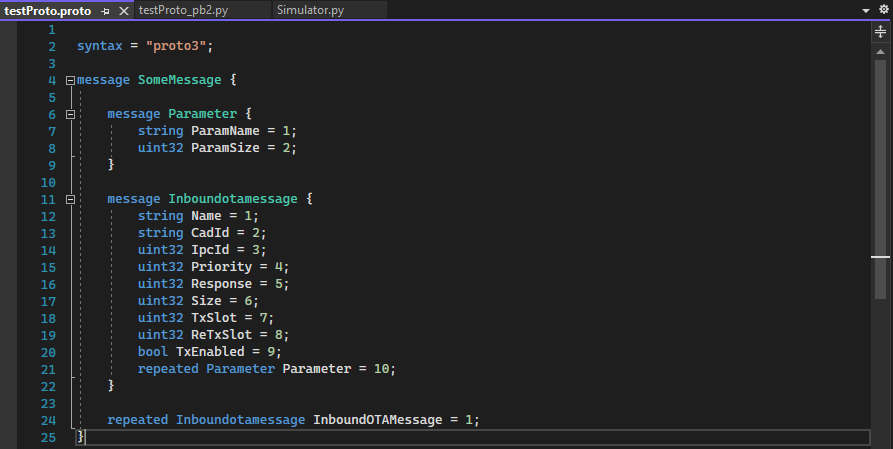 testProto.proto testProto_pb2.py Simulator.py
1
2 syntax = "proto3";
3
4 message SomeMessage {
5
6 message Parameter {
7 string ParamName = 1;
8 uint32 ParamSize = 2;
9 }
10
11 message Inboundotamessage {
12 string Name = 1;
13 string CadId = 2;
14 uint32 IpcId = 3;
15 uint32 Priority = 4;
16 uint32 Response = 5;
17 uint32 Size = 6;
18 uint32 TxSlot = 7;
19 uint32 ReTxSlot = 8;
20 bool TxEnabled = 9;
21 repeated Parameter Parameter = 10;
22 }
23
24 repeated Inboundotamessage InboundOTAMessage = 1;
25 }